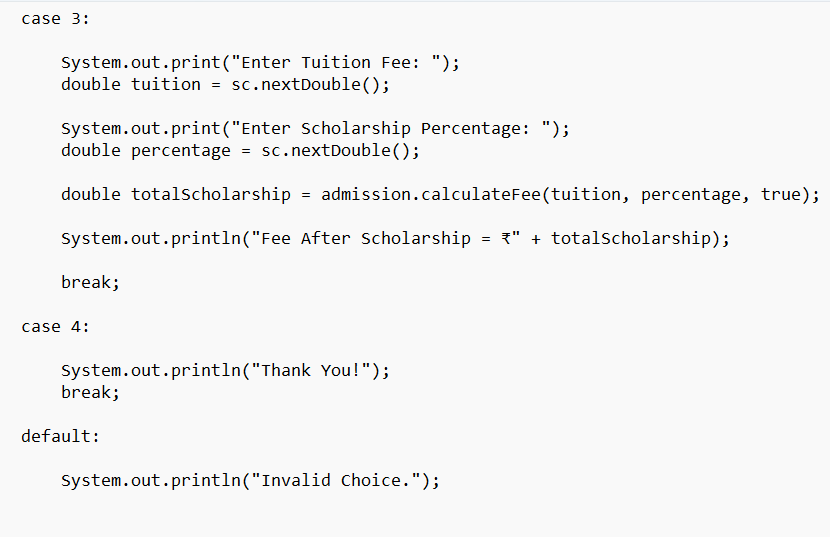 case 3:
System.out.print("Enter Tuition Fee: ");
double tuition = sc.nextDouble();
System.out.print("Enter Scholarship Percentage: ");
double percentage = sc.nextDouble();
double totalScholarship = admission.calculateFee(tuition, percentage, true);
System.out.println("Fee After Scholarship = ₹" + totalScholarship);
break;
case 4:
System.out.println("Thank You!");
break;
default:
System.out.println("Invalid Choice.");